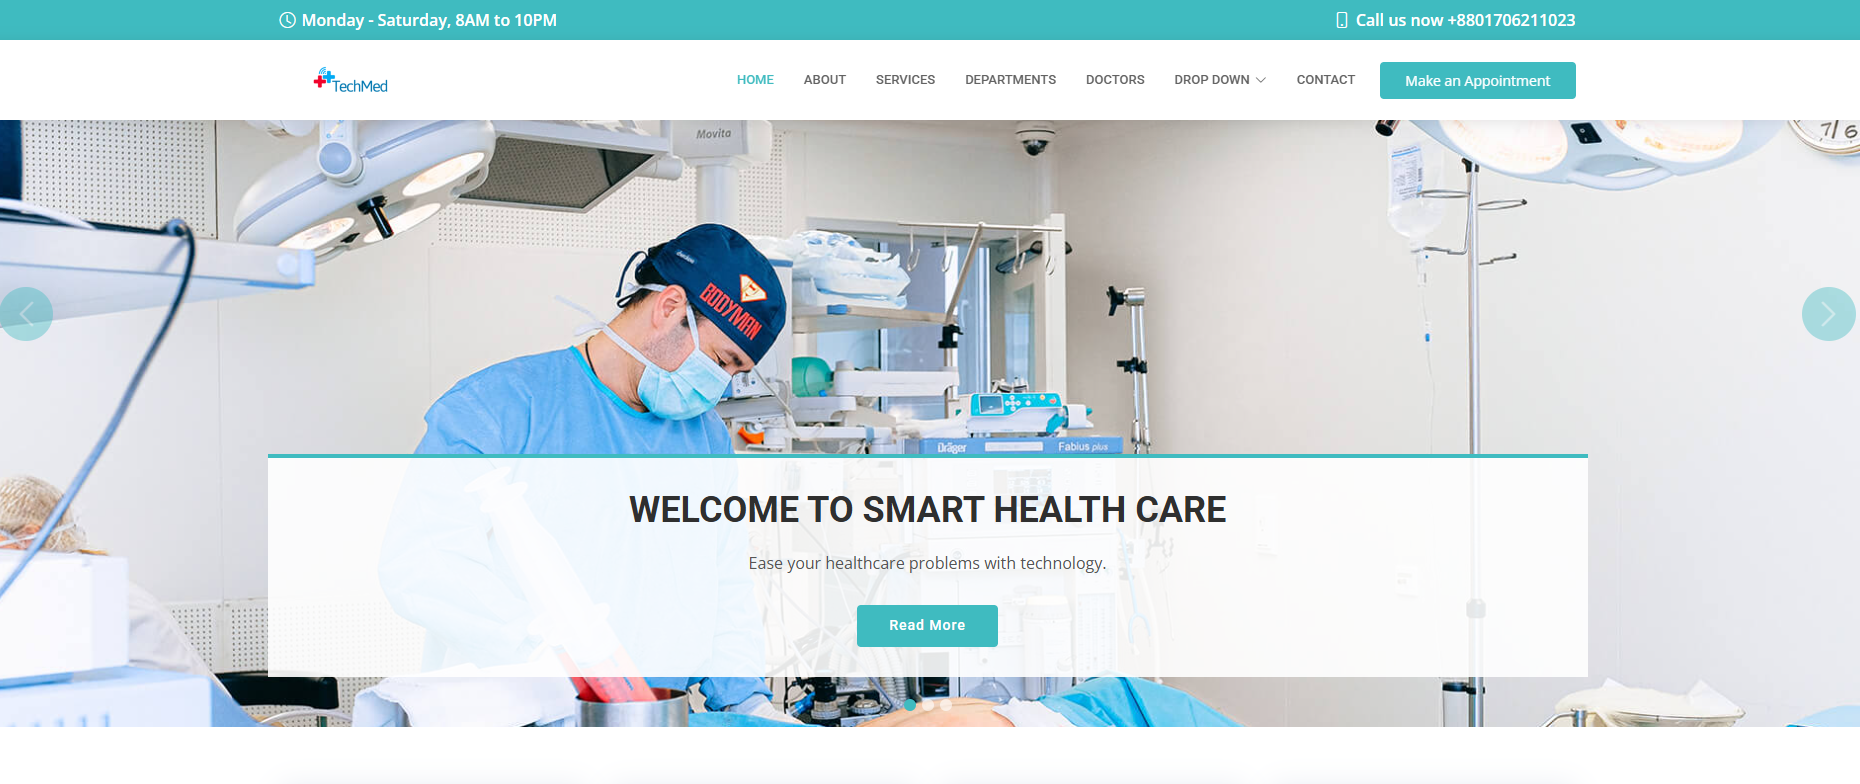 Monday - Saturday, 8AM to 10PM
Call us now +8801706211023
TechMed
HOME ABOUT SERVICES DEPARTMENTS DOCTORS DROP DOWN CONTACT Make an Appointment
Movita
7/6
BODYMAN
Dräger Fabius plus
WELCOME TO SMART HEALTH CARE
Ease your healthcare problems with technology.
Read More